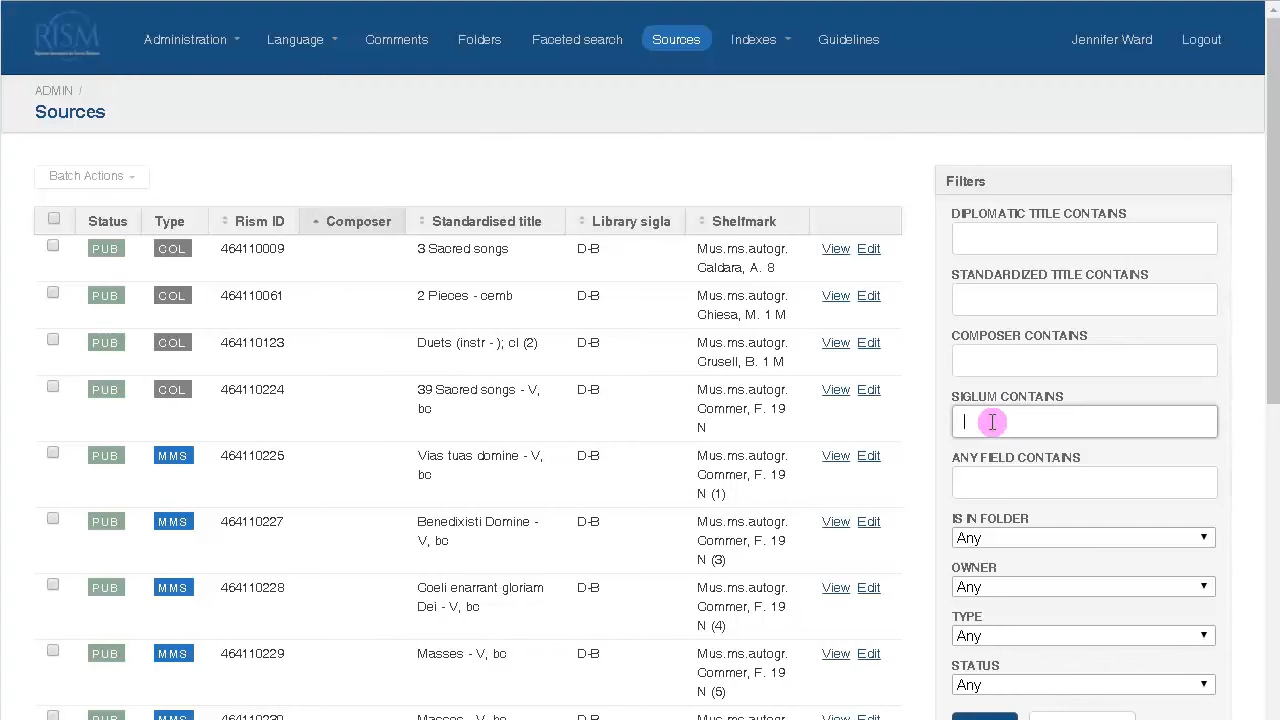 RISM
Administration Language Comments Folders Faceted search Sources Indexes Guidelines Jennifer Ward Logout
ADMIN /
Sources
Batch Actions
Status Type Rism ID Composer Standardised title Library sigla Shelfmark
PUB COL 464110009 3 Sacred songs D-B Mus.ms.autogr. View Edit
Caldara, A. 8
PUB COL 464110061 2 Pieces - cemb D-B Mus.ms.autogr. View Edit
Chiesa, M. 1 M
PUB COL 464110123 Duets (instr - ); cl (2) D-B Mus.ms.autogr. View Edit
Crusell, B. 1 M
PUB COL 464110224 39 Sacred songs - V, D-B Mus.ms.autogr. View Edit
bc Commer, F. 19
N
PUB MMS 464110225 Vias tuas domine - V, D-B Mus.ms.autogr. View Edit
bc Commer, F. 19
N (1)
PUB MMS 464110227 Benedixisti Domine - D-B Mus.ms.autogr. View Edit
V, bc Commer, F. 19
N (3)
PUB MMS 464110228 Coeli enarrant gloriam D-B Mus.ms.autogr. View Edit
Dei - V, bc Commer, F. 19
N (4)
PUB MMS 464110229 Masses - V, bc D-B Mus.ms.autogr. View Edit
Commer, F. 19
N (5)
Filters
DIPLOMATIC TITLE CONTAINS
STANDARDIZED TITLE CONTAINS
COMPOSER CONTAINS
SIGLUM CONTAINS
ANY FIELD CONTAINS
IS IN FOLDER
Any
OWNER
Any
TYPE
Any
STATUS
Any